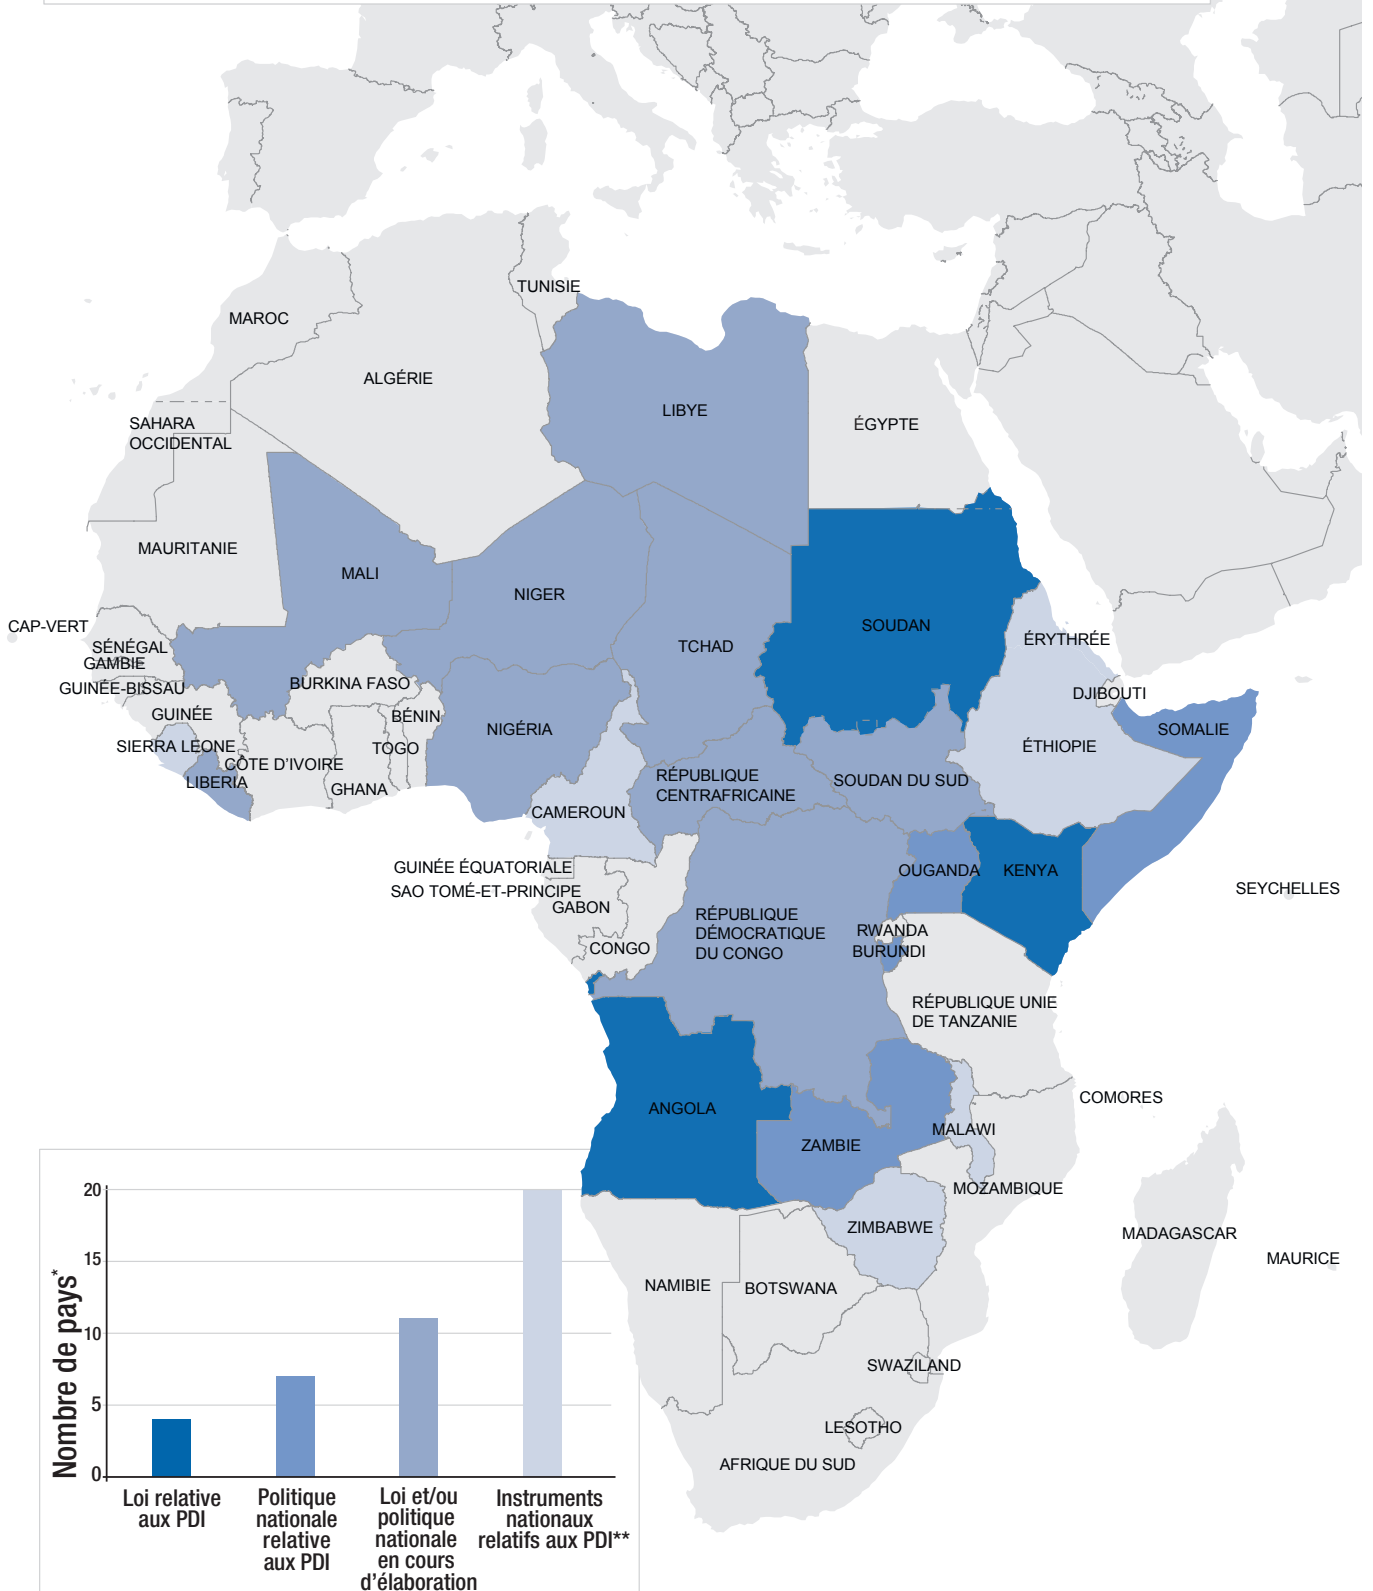 TUNISIE
MAROC
ALGÉRIE
LIBYE
ÉGYPTE
SAHARA
OCCIDENTAL
MAURITANIE
MALI
NIGER
TCHAD
SOUDAN
ÉRYTHRÉE
CAP-VERT
SÉNÉGAL
GAMBIE
GUINÉE-BISSAU
GUINÉE
SIERRA LEONE
LIBERIA
CÔTE D'IVOIRE
BURKINA FASO
GHANA
TOGO
BÉNIN
NIGÉRIA
CAMEROUN
RÉPUBLIQUE
CENTRAFRICAINE
SOUDAN DU SUD
ÉTHIOPIE
DJIBOUTI
SOMALIE
GUINÉE ÉQUATORIALE
SAO TOMÉ-ET-PRINCIPE
GABON
CONGO
RÉPUBLIQUE
DÉMOCRATIQUE
DU CONGO
OUGANDA
KENYA
RWANDA
BURUNDI
RÉPUBLIQUE UNIE
DE TANZANIE
SEYCHELLES
COMORES
ANGOLA
ZAMBIE
MALAWI
MOZAMBIQUE
ZIMBABWE
MADAGASCAR
MAURICE
NAMIBIE
BOTSWANA
SWAZILAND
LESOTHO
AFRIQUE DU SUD
Nombre de pays*
20
15
10
5
0
Loi relative
aux PDI
Politique
nationale
relative
aux PDI
Loi et/ou
politique
nationale
en cours
d'élaboration
Instruments
nationaux
relatifs aux PDI**